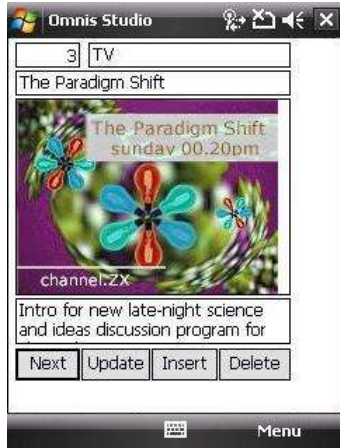 Omnis Studio
3 TV
The Paradigm Shift
The Paradigm Shift
sunday 00.20pm
channel.ZX
Intro for new late-night science
and ideas discussion program for
Next Update Insert Delete
Menu